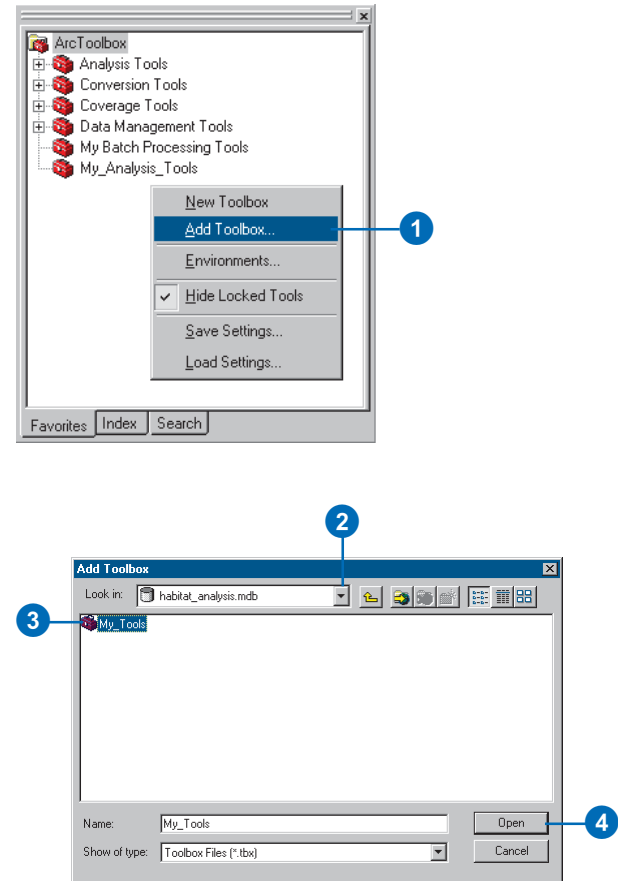 ArcToolbox
Analysis Tools
Conversion Tools
Coverage Tools
Data Management Tools
My Batch Processing Tools
My_Analysis_Tools
New Toolbox
Add Toolbox...
1
Environments...
Hide Locked Tools
Save Settings...
Load Settings...
Favorites Index Search
2
Add Toolbox
Look in: habitat_analysis.mdb
3 My_Tools
Name: My_Tools Open 4
Show of type: Toolbox Files (*.tbx) Cancel